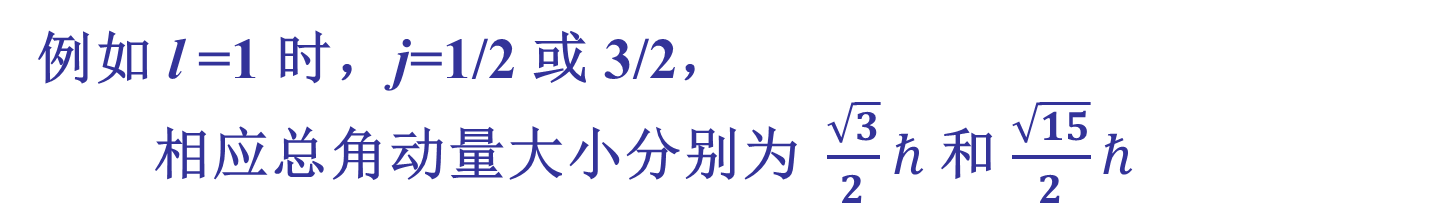 例如 l =1 时，j=1/2 或 3/2，
相应总角动量大小分别为 √3/2 ℏ 和 √15/2 ℏ